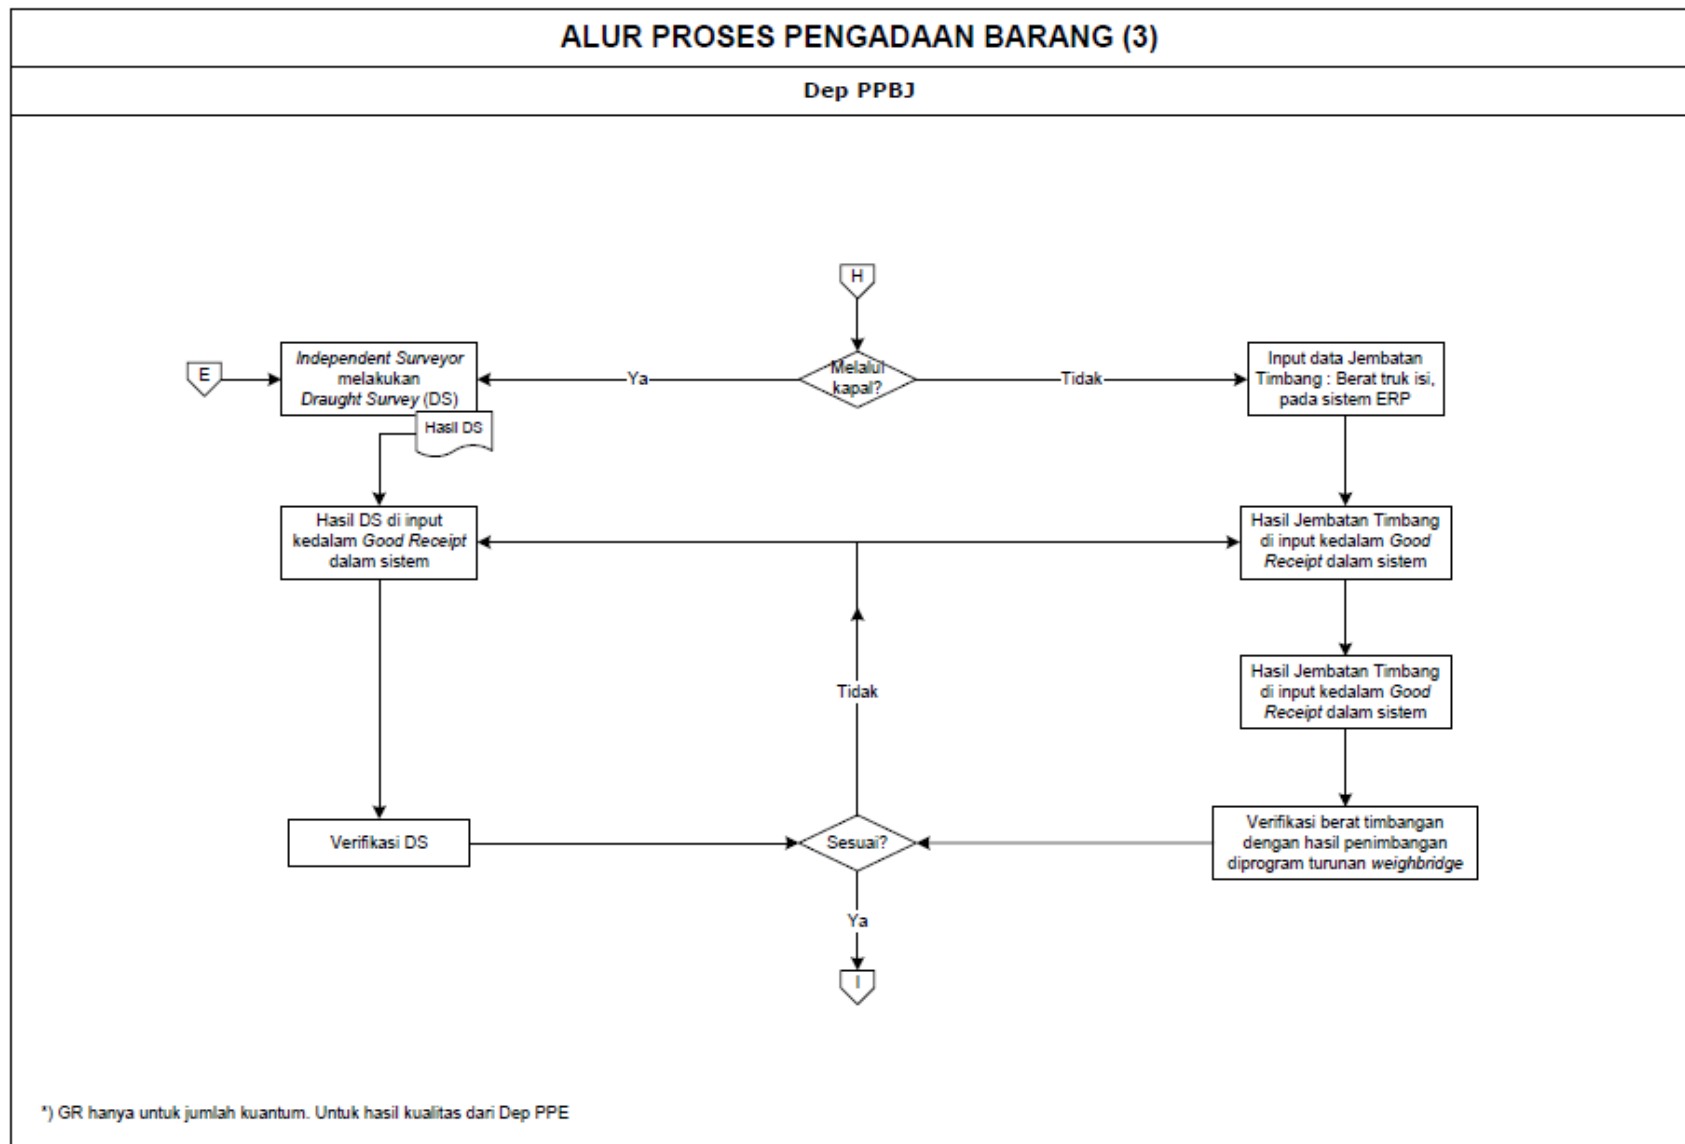 ALUR PROSES PENGADAAN BARANG (3)
Dep PPBJ
H
E
Independent Surveyor
melakukan
Draught Survey (DS)
Hasil DS
Ya
Melalui
kapal?
Tidak
Input data Jembatan
Timbang : Berat truk isi,
pada sistem ERP
Hasil DS di input
kedalam Good Receipt
dalam sistem
Hasil Jembatan Timbang
di input kedalam Good
Receipt dalam sistem
Tidak
Hasil Jembatan Timbang
di input kedalam Good
Receipt dalam sistem
Verifikasi DS
Sesuai?
Verifikasi berat timbangan
dengan hasil penimbangan
diprogram turunan weighbridge
Ya
I
*) GR hanya untuk jumlah kuantum. Untuk hasil kualitas dari Dep PPE